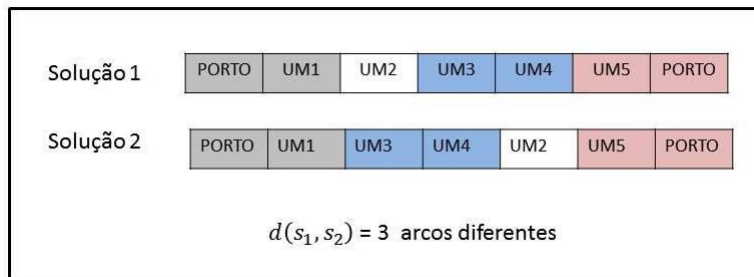 Solução 1 PORTO UM1 UM2 UM3 UM4 UM5 PORTO
Solução 2 PORTO UM1 UM3 UM4 UM2 UM5 PORTO
d(s₁, s₂) = 3 arcos diferentes